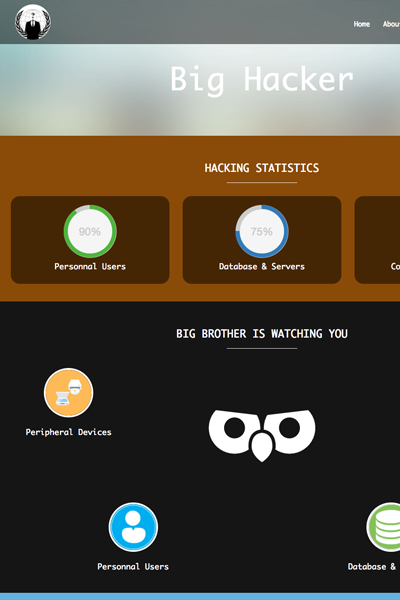 Home Abou
Big Hacker
HACKING STATISTICS
90%
75%
Personnal Users
Database & Servers
Co
BIG BROTHER IS WATCHING YOU
Peripheral Devices
Personnal Users
Database &